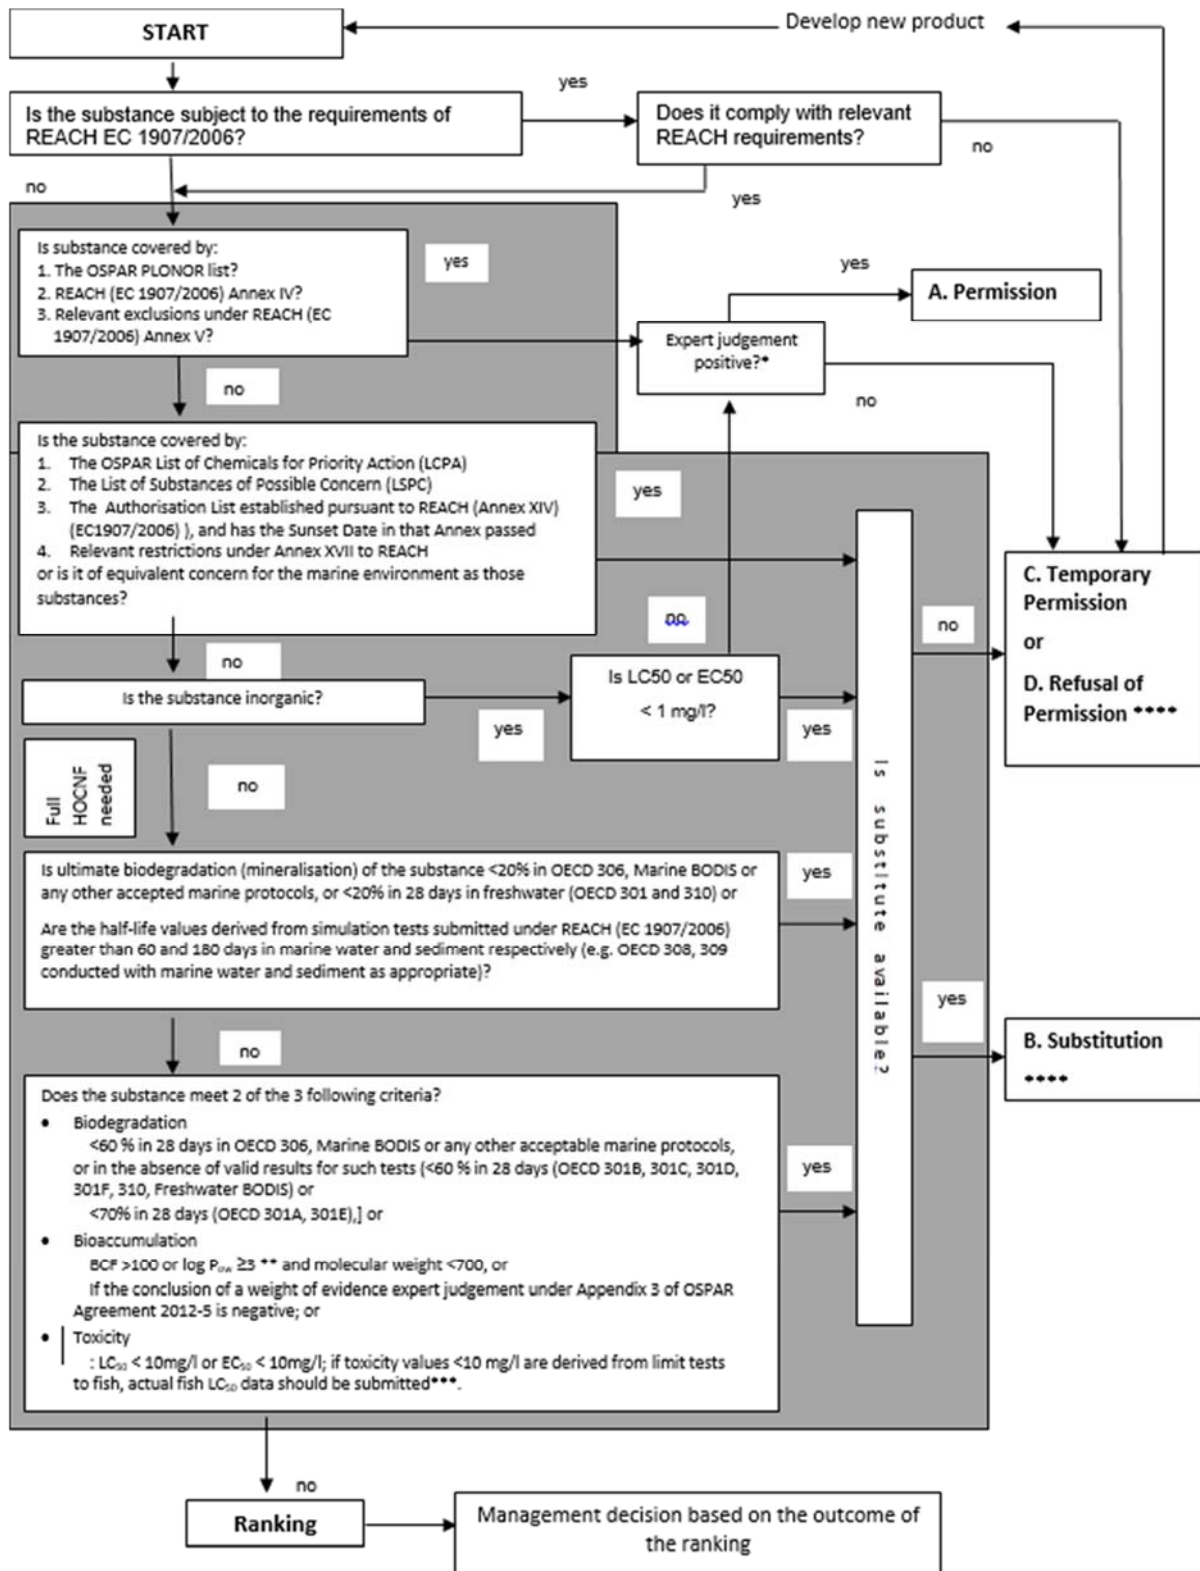 START
Develop new product
yes
Is the substance subject to the requirements of
REACH EC 1907/2006?
Does it comply with relevant
REACH requirements?
no
no
yes
Is substance covered by:
1. The OSPAR PLONOR list?
2. REACH (EC 1907/2006) Annex IV?
3. Relevant exclusions under REACH (EC
1907/2006) Annex V?
yes
yes
A. Permission
Expert judgement
positive?*
no
no
Is the substance covered by:
1. The OSPAR List of Chemicals for Priority Action (LCPA)
2. The List of Substances of Possible Concern (LSPC)
3. The Authorisation List established pursuant to REACH (Annex XIV)
(EC1907/2006) ), and has the Sunset Date in that Annex passed
4. Relevant restrictions under Annex XVII to REACH
or is it of equivalent concern for the marine environment as those
substances?
yes
no
C. Temporary
Permission
or
D. Refusal of
Permission ****
no
no
Is the substance inorganic?
yes
Is LC50 or EC50
< 1 mg/l?
yes
Is substitute available?
Full
HOCNF
needed
no
Is ultimate biodegradation (mineralisation) of the substance <20% in OECD 306, Marine BODIS or
any other accepted marine protocols, or <20% in 28 days in freshwater (OECD 301 and 310) or
Are the half-life values derived from simulation tests submitted under REACH (EC 1907/2006)
greater than 60 and 180 days in marine water and sediment respectively (e.g. OECD 308, 309
conducted with marine water and sediment as appropriate)?
yes
yes
B. Substitution
****
no
Does the substance meet 2 of the 3 following criteria?
• Biodegradation
<60 % in 28 days in OECD 306, Marine BODIS or any other acceptable marine protocols,
or in the absence of valid results for such tests (<60 % in 28 days (OECD 301B, 301C, 301D,
301F, 310, Freshwater BODIS) or
<70% in 28 days (OECD 301A, 301E),] or
• Bioaccumulation
BCF >100 or log Pow ≥3 ** and molecular weight <700, or
If the conclusion of a weight of evidence expert judgement under Appendix 3 of OSPAR
Agreement 2012-5 is negative; or
• Toxicity
: LC50 < 10mg/l or EC50 < 10mg/l; if toxicity values <10 mg/l are derived from limit tests
to fish, actual fish LC50 data should be submitted***.
yes
no
Ranking
Management decision based on the outcome of
the ranking